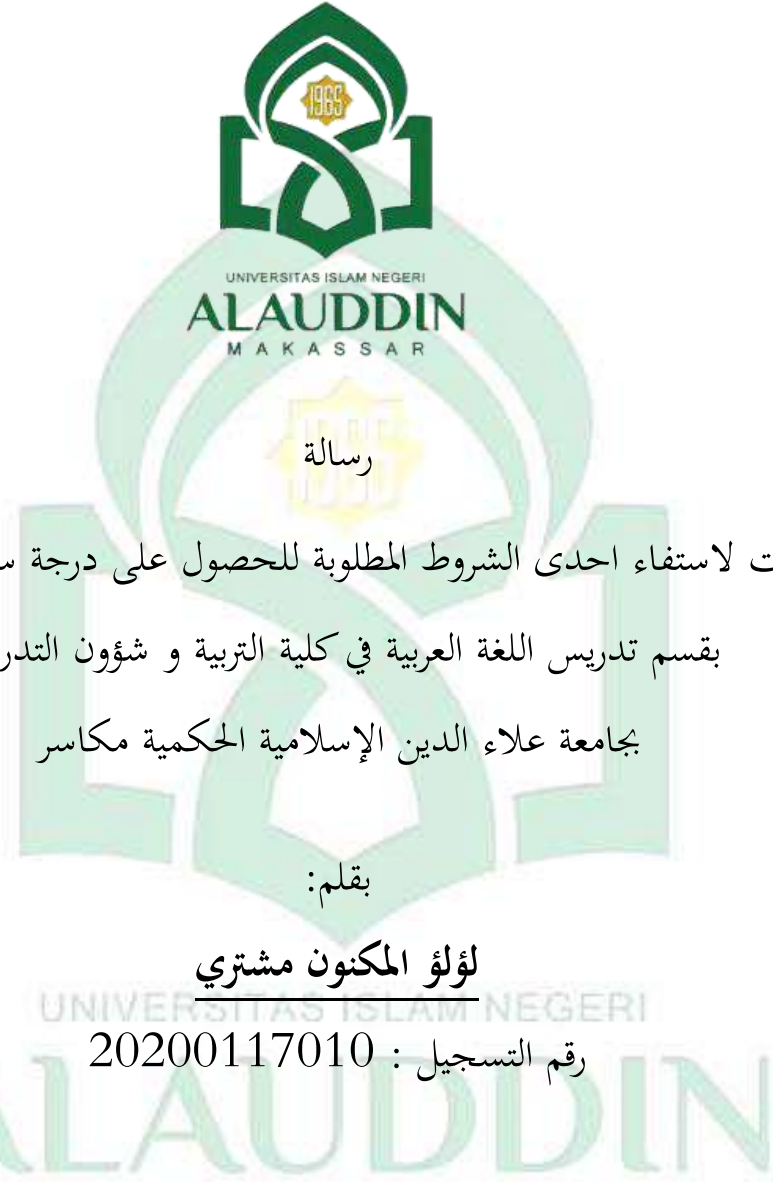 1965
UNIVERSITAS ISLAM NEGERI
ALAUDDIN
MAKASSAR
رسالة
لاستفاء احدى الشروط المطلوبة للحصول على درجة
بقسم تدريس اللغة العربية في كلية التربية و شؤون
بجامعة علاء الدين الإسلامية الحكمية مكاسر
بقلم:
لؤلؤ المكنون مشتري
رقم التسجيل : 20200117010
UNIVERSITAS ISLAM NEGERI
ALAUDDIN